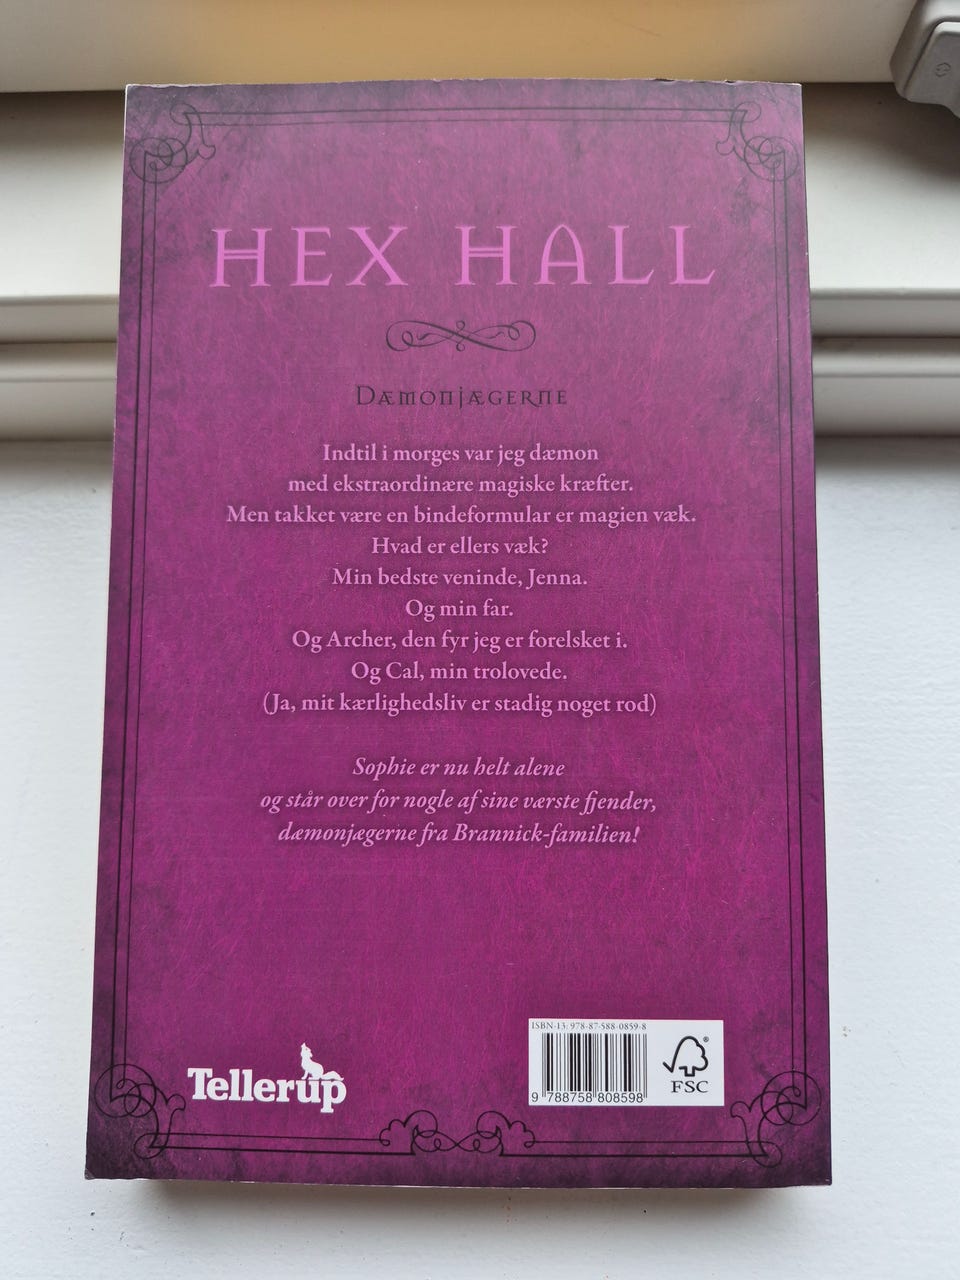 HEX HALL
DÆMONJÆGERNE
Indtil i morges var jeg dæmon
med ekstraordinære magiske kræfter.
Men takket være en bindeformular er magien væk.
Hvad er ellers væk?
Min bedste veninde, Jenna.
Og min far.
Og Archer, den fyr jeg er forelsket i.
Og Cal, min trolovede.
(Ja, mit kærlighedsliv er stadig noget rod)
Sophie er nu helt alene
og står over for nogle af sine værste fjender,
dæmonjægerne fra Brannick-familien!
Tellerup
ISBN-13: 978-87-588-0859-8
9 788758 808598
FSC